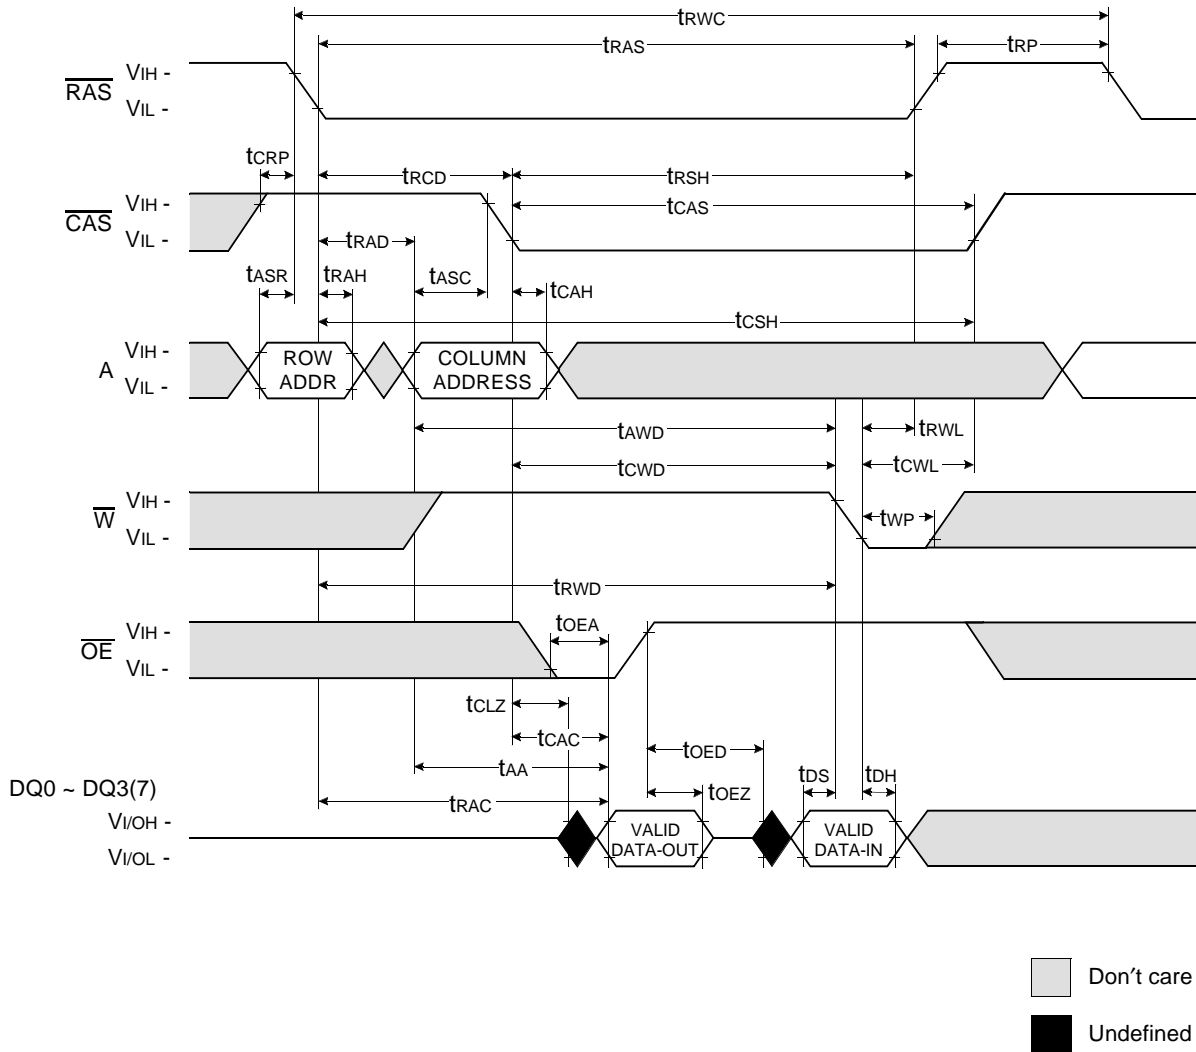 tRWC
tRAS
tRP
RAS
VIH -
VIL -
tCRP
tRCD
tRSH
CAS
VIH -
VIL -
tCAS
tRAD
tASR
tRAH
tASC
tCAH
tCSH
A
VIH -
VIL -
ROW
ADDR
COLUMN
ADDRESS
tAWD
tRWL
tCWD
tCWL
W
VIH -
VIL -
tWP
tRWD
OE
VIH -
VIL -
tOEA
tCLZ
tCAC
tOED
tAA
tDS
tDH
DQ0 ~ DQ3(7)
tRAC
tOEZ
VI/OH -
VI/OL -
VALID
DATA-OUT
VALID
DATA-IN
Don′t care
Undefined